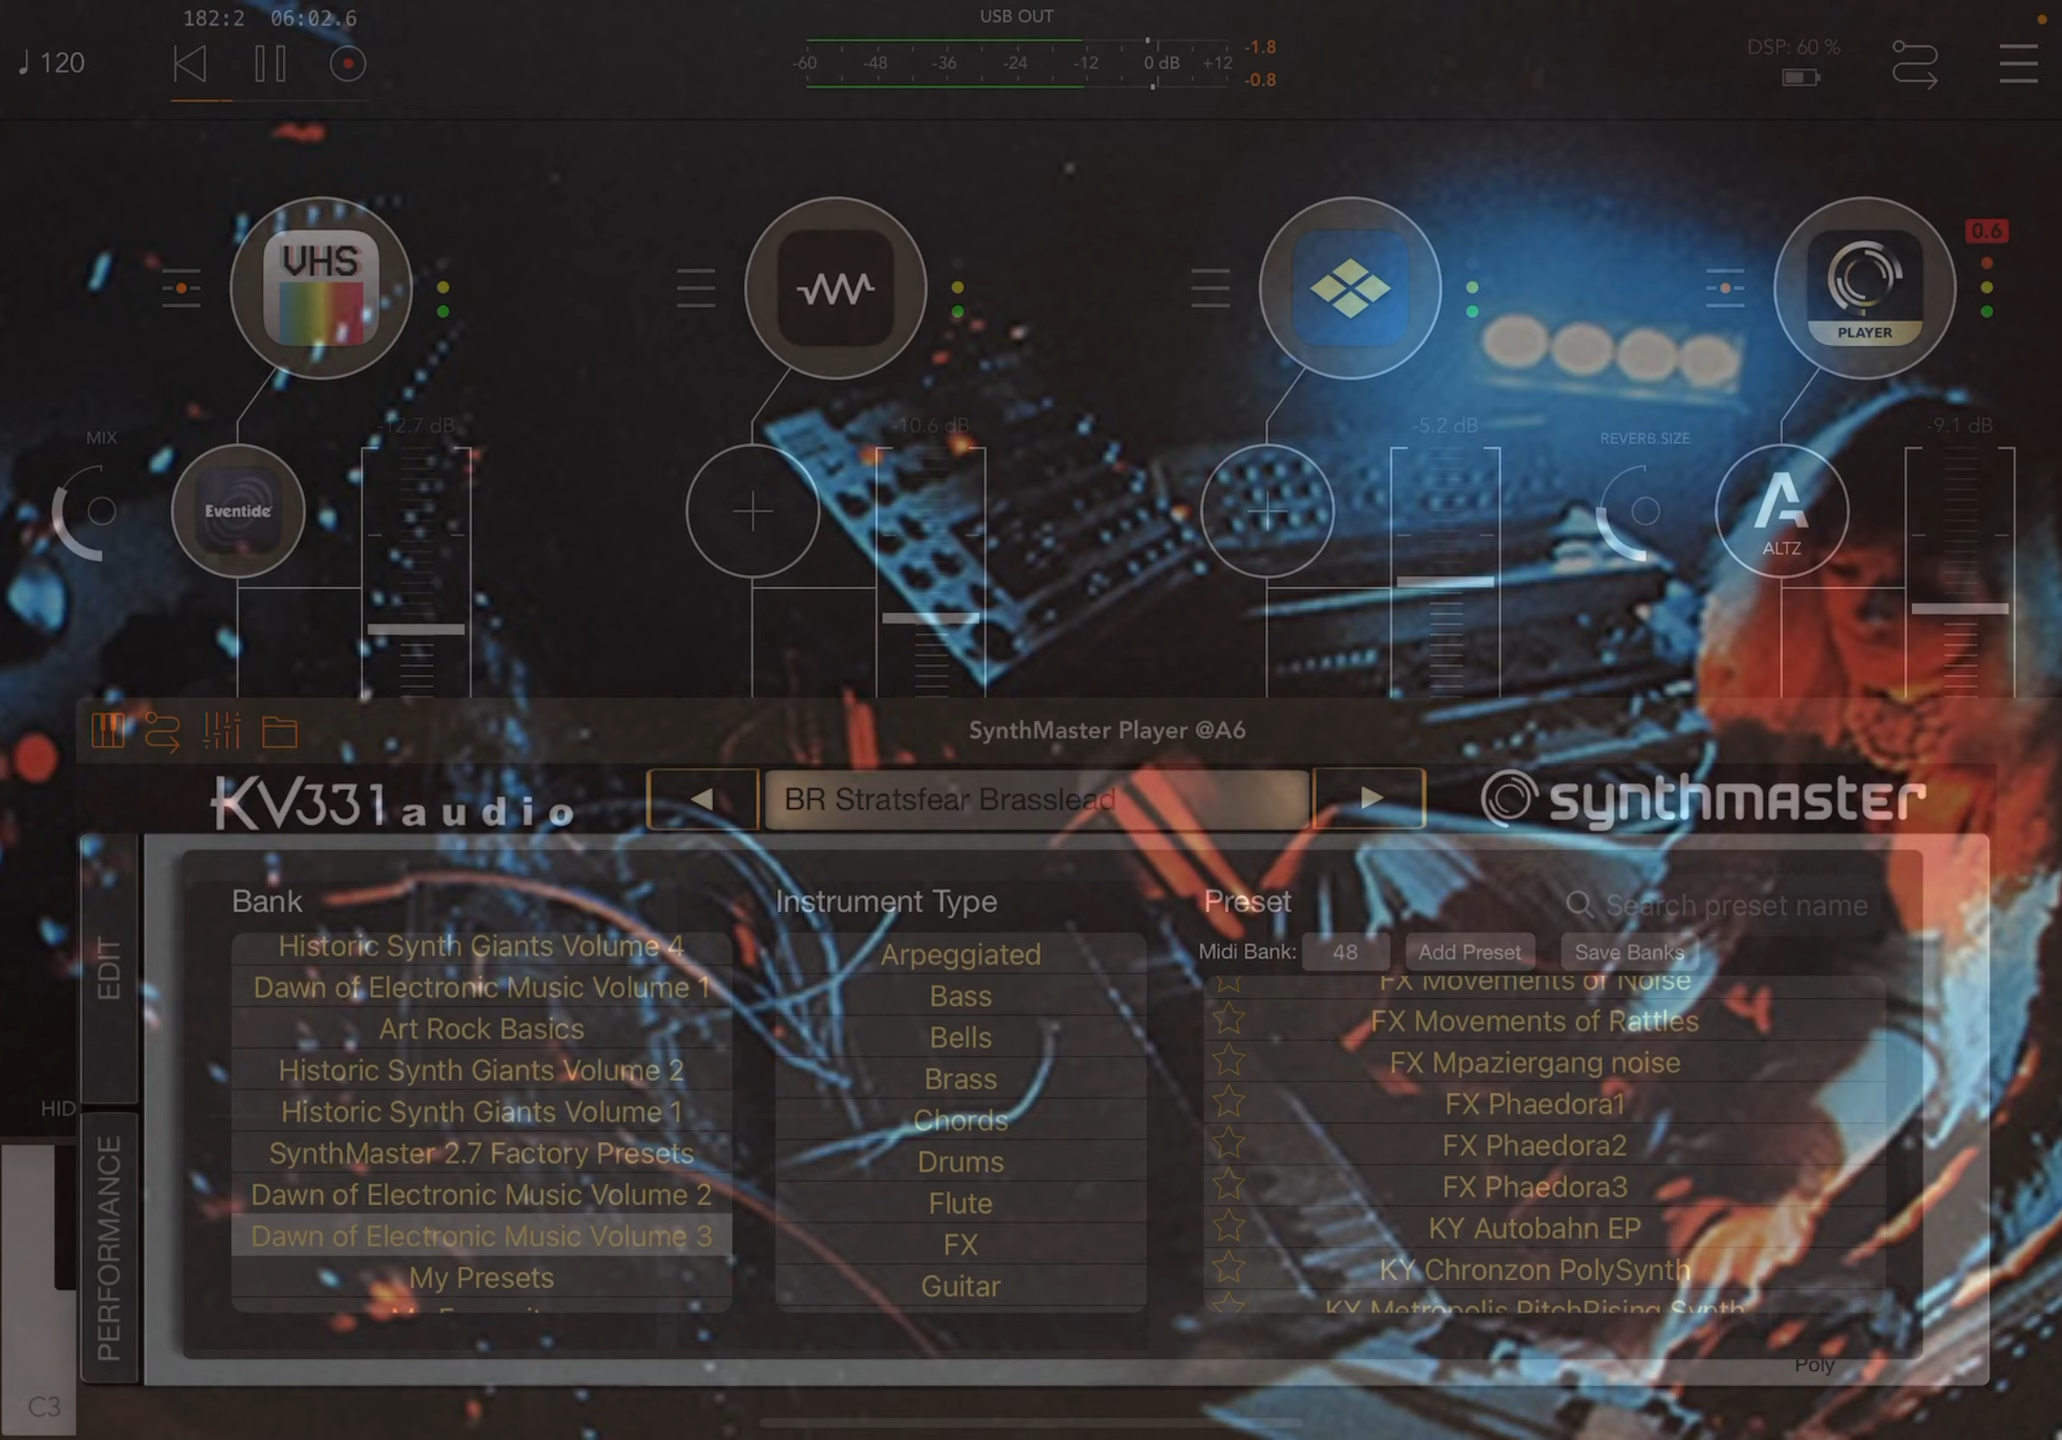 182:2 06:02.6
USB OUT
120
-60 -48 -36 -24 -12 0 dB +12
-1.8
-0.8
DSP: 60 %
VHS
0.6
PLAYER
MIX
-12.7 dB
-10.6 dB
-5.2 dB
REVERB.SIZE
-9.1 dB
Eventide
A
ALTZ
SynthMaster Player @A6
KV331 audio
BR Stratsfear Brasslead
synthmaster
EDIT
PERFORMANCE
Bank
Historic Synth Giants Volume 4
Dawn of Electronic Music Volume 1
Art Rock Basics
Historic Synth Giants Volume 2
Historic Synth Giants Volume 1
SynthMaster 2.7 Factory Presets
Dawn of Electronic Music Volume 2
Dawn of Electronic Music Volume 3
My Presets
Instrument Type
Arpeggiated
Bass
Bells
Brass
Chords
Drums
Flute
FX
Guitar
Preset
Search preset name
Midi Bank: 48 Add Preset Save Banks
FX Movements of Noise
FX Movements of Rattles
FX Mpaziergang noise
FX Phaedora1
FX Phaedora2
FX Phaedora3
KY Autobahn EP
KY Chronzon PolySynth
KY Metropolis PitchRising Synth
Poly
HID
C3